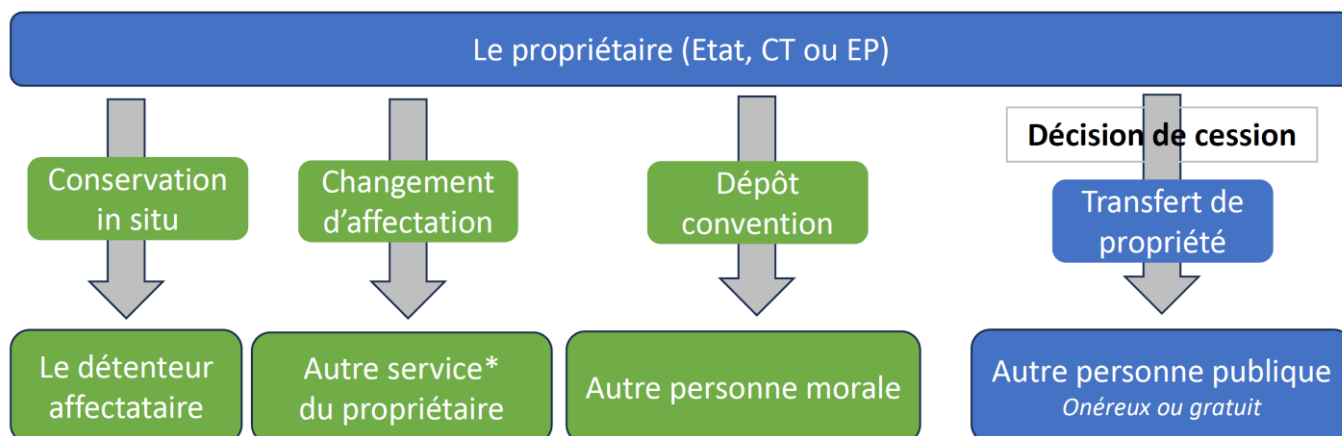 Le propriétaire (Etat, CT ou EP)
Conservation
in situ
Changement
d’affectation
Dépôt
convention
Décision de cession
Transfert de
propriété
Le détenteur
affectataire
Autre service*
du propriétaire
Autre personne morale
Autre personne publique
Onéreux ou gratuit